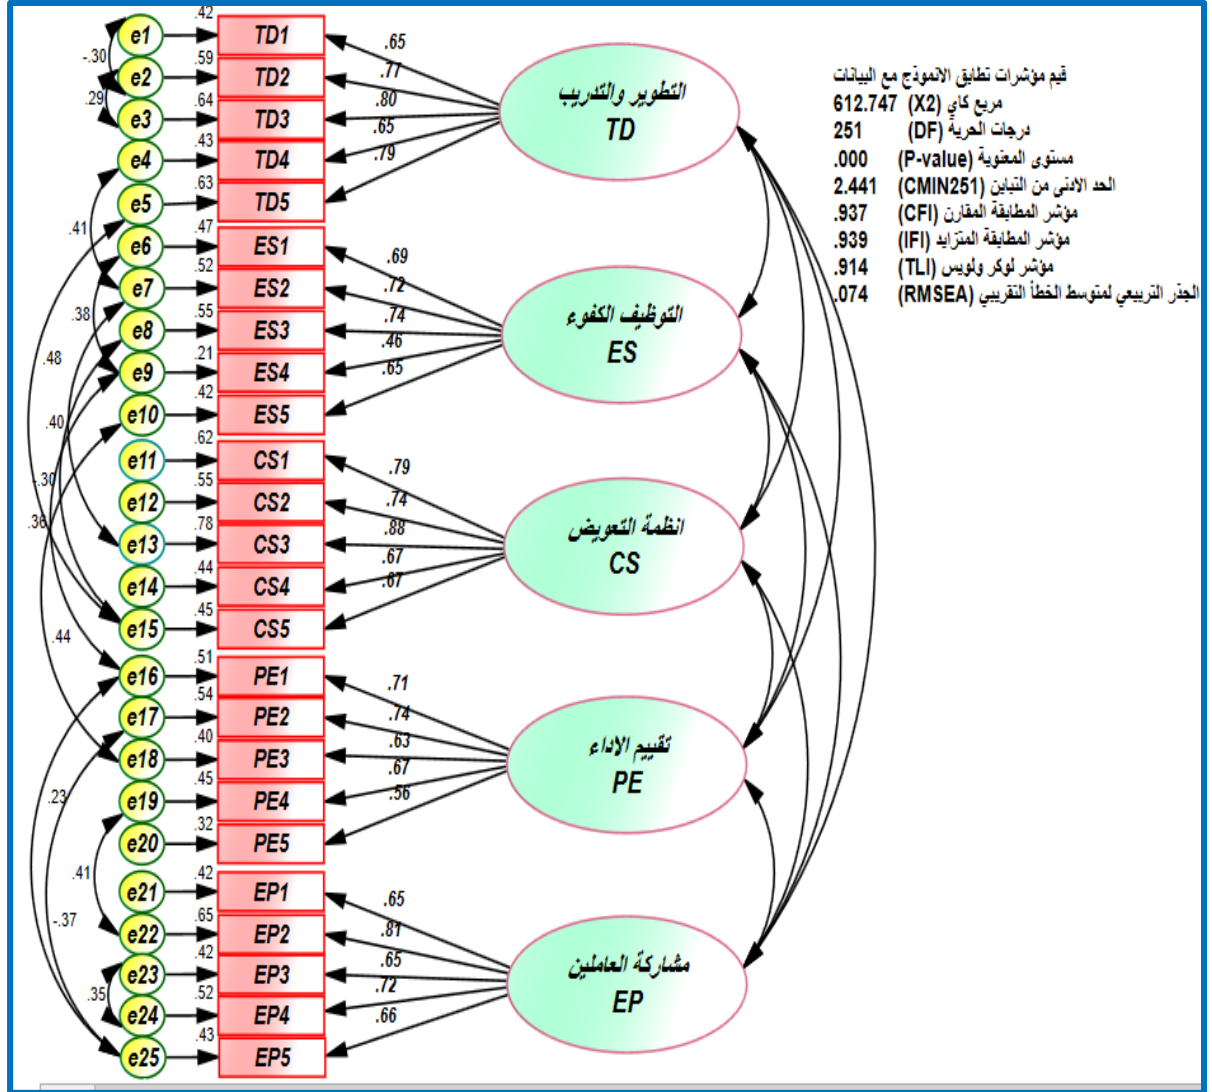 قيم مؤشرات تطابق الانموذج مع البيانات
مربع كاي (X2) 612.747
درجات الحرية (DF) 251
مستوى المعنوية (P-value) .000
الحد الادنى من التباين (CMIN251) 2.441
مؤشر المطابقة المقارن (CFI) .937
مؤشر المطابقة المتزايد (IFI) .939
مؤشر لوكر ولويس (TLI) .914
الجذر التربيعي لمتوسط الخطأ التقريبي (RMSEA) .074
التطوير والتدريب
TD
.65
.77
.80
.65
.79
e1 .42 TD1
e2 .59 TD2
e3 .64 TD3
e4 .43 TD4
e5 .63 TD5
التوظيف الكفوء
ES
.69
.72
.74
.46
.65
e6 .47 ES1
e7 .52 ES2
e8 .55 ES3
e9 .21 ES4
e10 .42 ES5
انظمة التعويض
CS
.79
.74
.88
.67
.67
e11 .62 CS1
e12 .55 CS2
e13 .78 CS3
e14 .44 CS4
e15 .45 CS5
تقييم الاداء
PE
.71
.74
.63
.67
.56
e16 .51 PE1
e17 .54 PE2
e18 .40 PE3
e19 .45 PE4
e20 .32 PE5
مشاركة العاملين
EP
.65
.81
.65
.72
.66
e21 .42 EP1
e22 .65 EP2
e23 .42 EP3
e24 .52 EP4
e25 .43 EP5
-.30
.29
.41
.38
.48
.40
-.30
.36
.44
.23
.41
-.37
.35